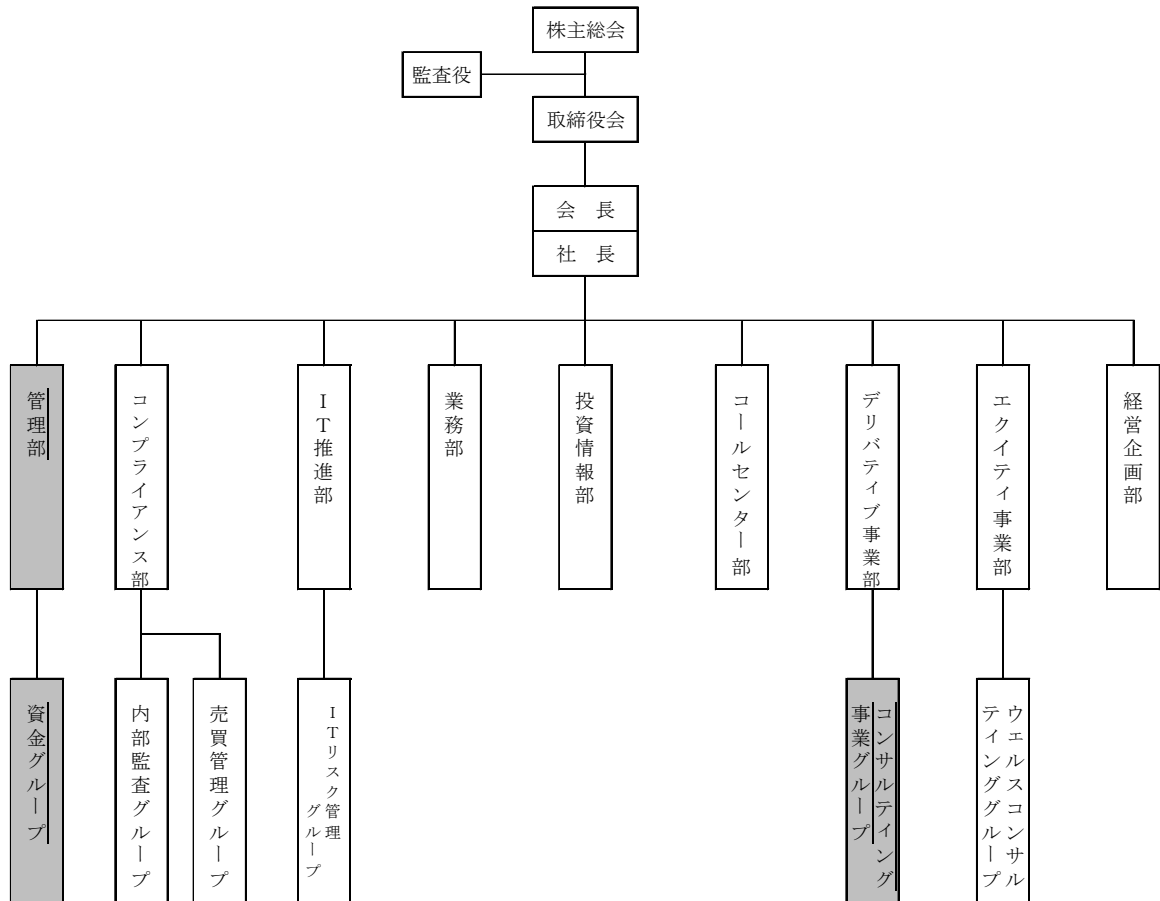 株主総会
監査役
取締役会
会　長
社　長
管理部
コンプライアンス部
IT推進部
業務部
投資情報部
コールセンター部
デリバティブ事業部
エクイティ事業部
経営企画部
資金グループ
内部監査グループ
売買管理グループ
ITリスク管理
グループ
コンサルティング
事業グループ
ウェルスコンサル
ティンググループ